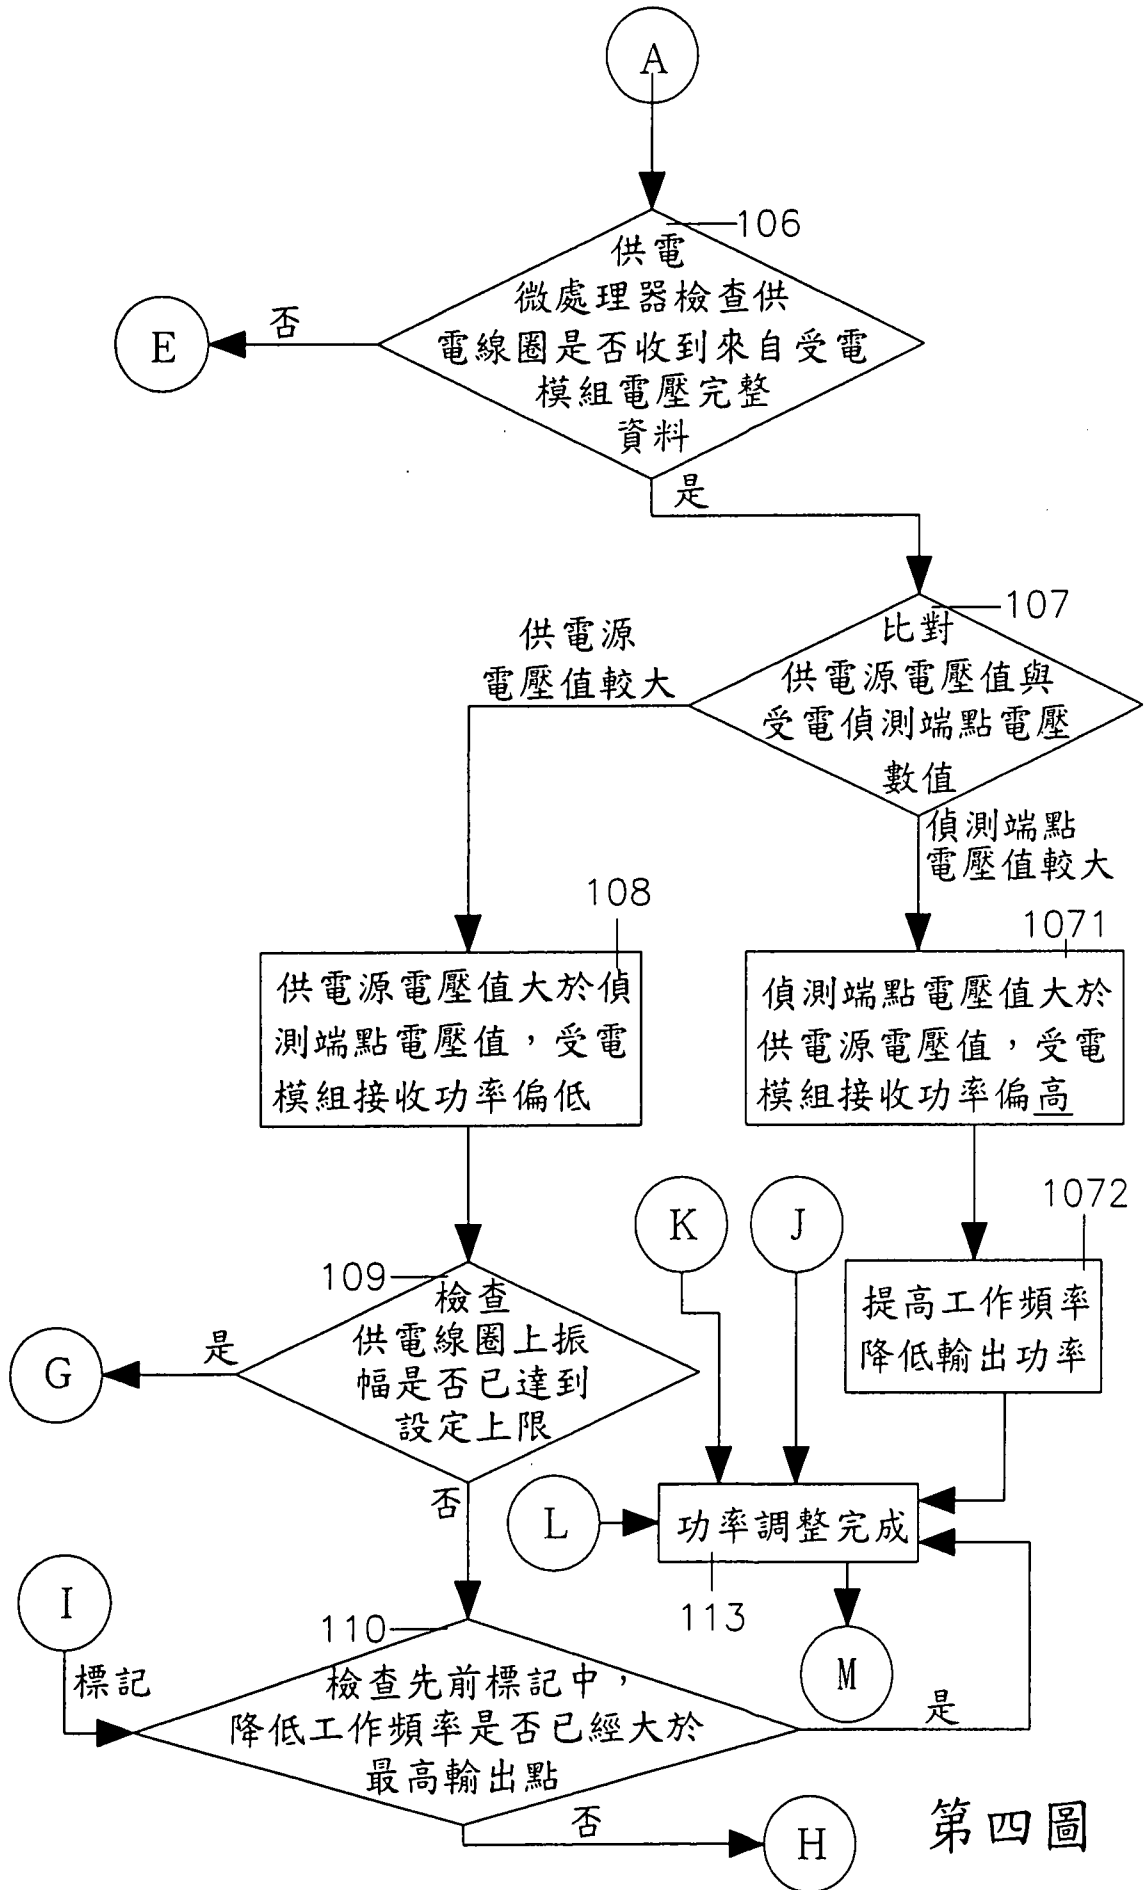 A
106
供電
微處理器檢查供
電線圈是否收到來自受電
模組電壓完整
資料
否
E
是
107
比對
供電源電壓值與
受電偵測端點電壓
數值
供電源
電壓值較大
偵測端點
電壓值較大
108
供電源電壓值大於偵
測端點電壓值，受電
模組接收功率偏低
1071
偵測端點電壓值大於
供電源電壓值，受電
模組接收功率偏高
1072
提高工作頻率
降低輸出功率
K
J
109
檢查
供電線圈上振
幅是否已達到
設定上限
是
G
否
L
功率調整完成
113
M
I
標記
110
檢查先前標記中，
降低工作頻率是否已經大於
最高輸出點
是
否
H
第四圖